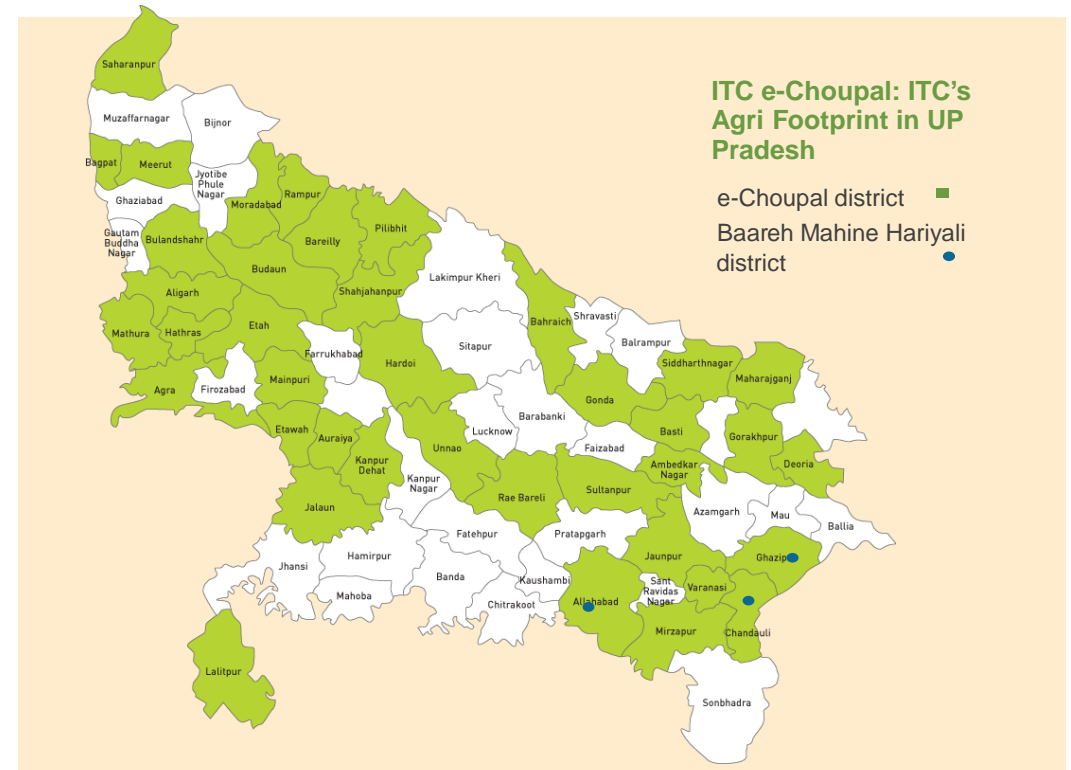 ITC e-Choupal: ITC's
Agri Footprint in UP
Pradesh
e-Choupal district
Baareh Mahine Hariyali
district
Saharanpur
Muzaffarnagar
Bijnor
Bagpat
Meerut
Jyotibe
Phule
Nagar
Ghaziabad
Moradabad
Rampur
Gautam
Buddha
Nagar
Bulandshahr
Bareilly
Pilibhit
Budaun
Lakimpur Kheri
Aligarh
Shahjahanpur
Mathura
Hathras
Etah
Farrukhabad
Hardoi
Sitapur
Bahraich
Shravasti
Balrampur
Siddharthnagar
Maharajganj
Agra
Firozabad
Mainpuri
Gonda
Barabanki
Etawah
Auraiya
Unnao
Lucknow
Faizabad
Basti
Gorakhpur
Kanpur
Dehat
Kanpur
Nagar
Rae Bareli
Sultanpur
Ambedkar
Nagar
Deoria
Jalaun
Azamgarh
Mau
Ballia
Fatehpur
Pratapgarh
Jhansi
Hamirpur
Banda
Kaushambi
Jaunpur
Ghazip
Mahoba
Chitrakoot
Allahabad
Sant
Ravidas
Nagar
Varanasi
Mirzapur
Chandauli
Lalitpur
Sonbhadra